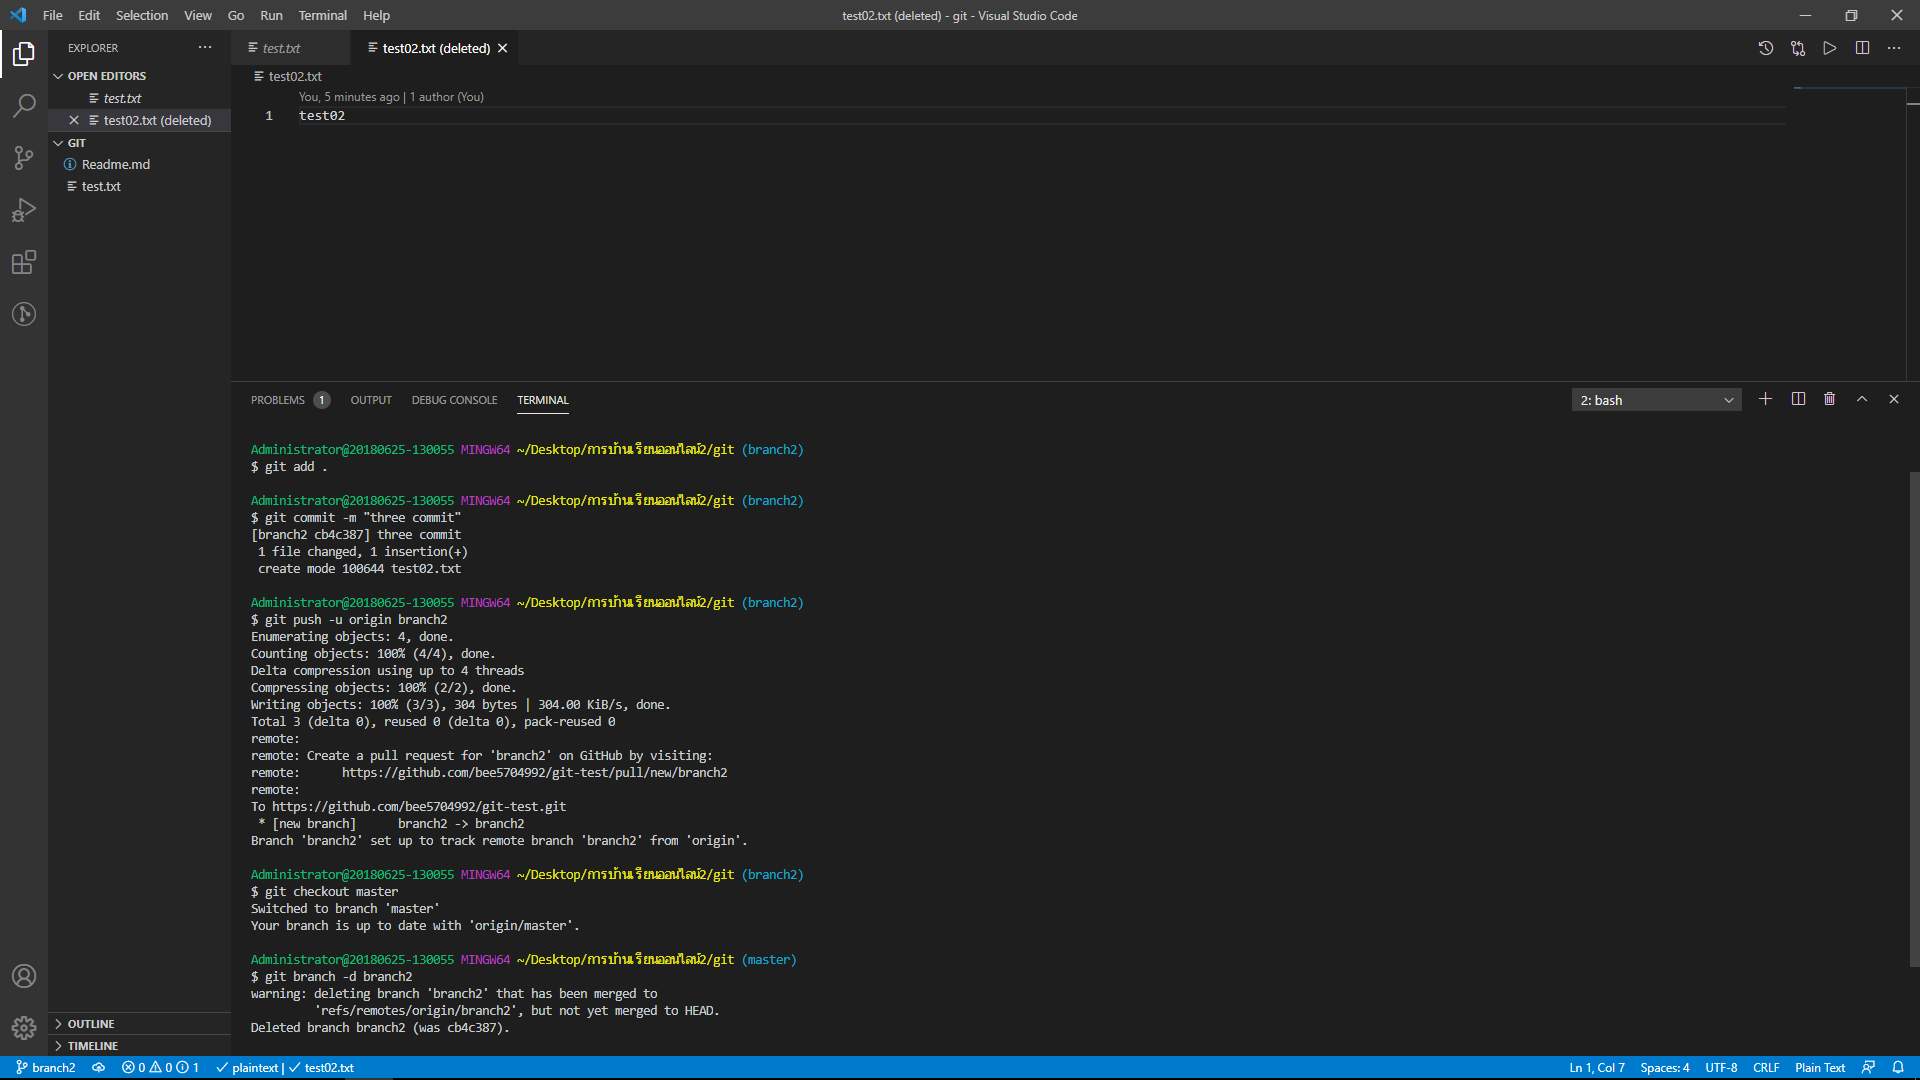 File Edit Selection View Go Run Terminal Help
test02.txt (deleted) - git - Visual Studio Code
EXPLORER
OPEN EDITORS
test.txt
test02.txt (deleted)
GIT
Readme.md
test.txt
OUTLINE
TIMELINE
test.txt
test02.txt (deleted)
test02.txt
You, 5 minutes ago | 1 author (You)
1 test02
PROBLEMS 1 OUTPUT DEBUG CONSOLE TERMINAL
2: bash
Administrator@20180625-130055 MINGW64 ~/Desktop/การบ้านเรียนออนไลน์2/git (branch2)
$ git add .
Administrator@20180625-130055 MINGW64 ~/Desktop/การบ้านเรียนออนไลน์2/git (branch2)
$ git commit -m "three commit"
[branch2 cb4c387] three commit
1 file changed, 1 insertion(+)
create mode 100644 test02.txt
Administrator@20180625-130055 MINGW64 ~/Desktop/การบ้านเรียนออนไลน์2/git (branch2)
$ git push -u origin branch2
Enumerating objects: 4, done.
Counting objects: 100% (4/4), done.
Delta compression using up to 4 threads
Compressing objects: 100% (2/2), done.
Writing objects: 100% (3/3), 304 bytes | 304.00 KiB/s, done.
Total 3 (delta 0), reused 0 (delta 0), pack-reused 0
remote:
remote: Create a pull request for 'branch2' on GitHub by visiting:
remote: https://github.com/bee5704992/git-test/pull/new/branch2
remote:
To https://github.com/bee5704992/git-test.git
* [new branch] branch2 -> branch2
Branch 'branch2' set up to track remote branch 'branch2' from 'origin'.
Administrator@20180625-130055 MINGW64 ~/Desktop/การบ้านเรียนออนไลน์2/git (branch2)
$ git checkout master
Switched to branch 'master'
Your branch is up to date with 'origin/master'.
Administrator@20180625-130055 MINGW64 ~/Desktop/การบ้านเรียนออนไลน์2/git (master)
$ git branch -d branch2
warning: deleting branch 'branch2' that has been merged to
'refs/remotes/origin/branch2', but not yet merged to HEAD.
Deleted branch branch2 (was cb4c387).
branch2 0 0 1 plaintext | test02.txt
Ln 1, Col 7 Spaces: 4 UTF-8 CRLF Plain Text